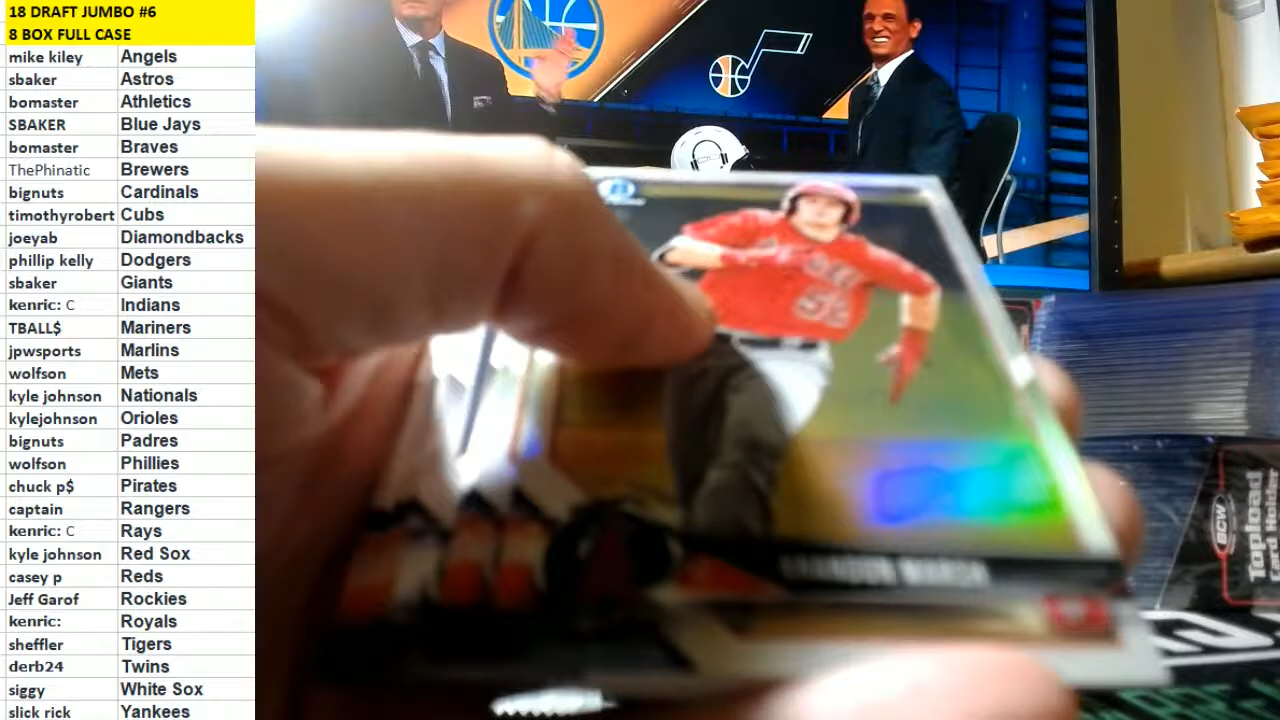 18 DRAFT JUMBO #6
8 BOX FULL CASE
mike kiley Angels
sbaker Astros
bomaster Athletics
SBAKER Blue Jays
bomaster Braves
ThePhinatic Brewers
bignuts Cardinals
timothyrobert Cubs
joeyab Diamondbacks
phillip kelly Dodgers
sbaker Giants
kenric: C Indians
TBALL$ Mariners
jpwsports Marlins
wolfson Mets
kyle johnson Nationals
kylejohnson Orioles
bignuts Padres
wolfson Phillies
chuck p$ Pirates
captain Rangers
kenric: C Rays
kyle johnson Red Sox
casey p Reds
Jeff Garof Rockies
kenric: Royals
sheffler Tigers
derb24 Twins
siggy White Sox
slick rick Yankees
BRANDON MARSH
BCW
Topload
Card Holder